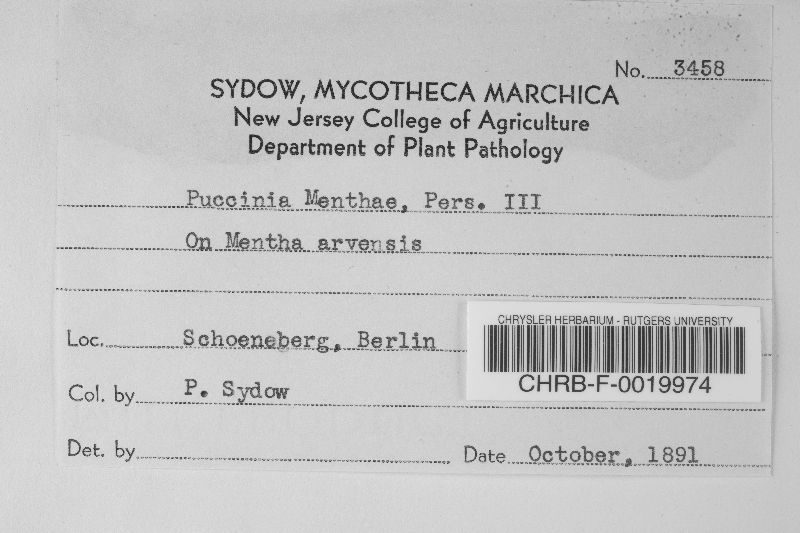 No. 3458
SYDOW, MYCOTHECA MARCHICA
New Jersey College of Agriculture
Department of Plant Pathology
Puccinia Menthae, Pers. III
On Mentha arvensis
Loc. Schoeneberg, Berlin
CHRYSLER HERBARIUM - RUTGERS UNIVERSITY
CHRB-F-0019974
Col. by P. Sydow
Det. by
Date October, 1891